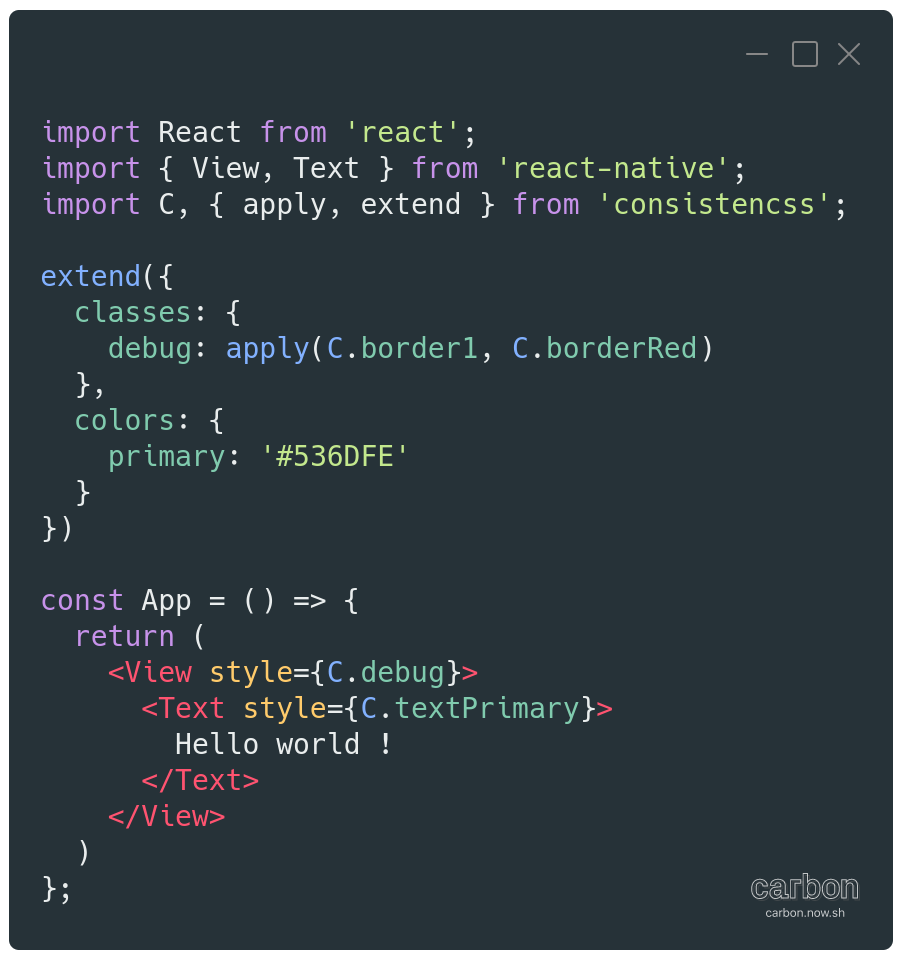 import React from 'react';
import { View, Text } from 'react-native';
import C, { apply, extend } from 'consistencss';

extend({
  classes: {
    debug: apply(C.border1, C.borderRed)
  },
  colors: {
    primary: '#536DFE'
  }
})

const App = () => {
  return (
    <View style={C.debug}>
      <Text style={C.textPrimary}>
        Hello world !
      </Text>
    </View>
  )
};
carbon
carbon.now.sh